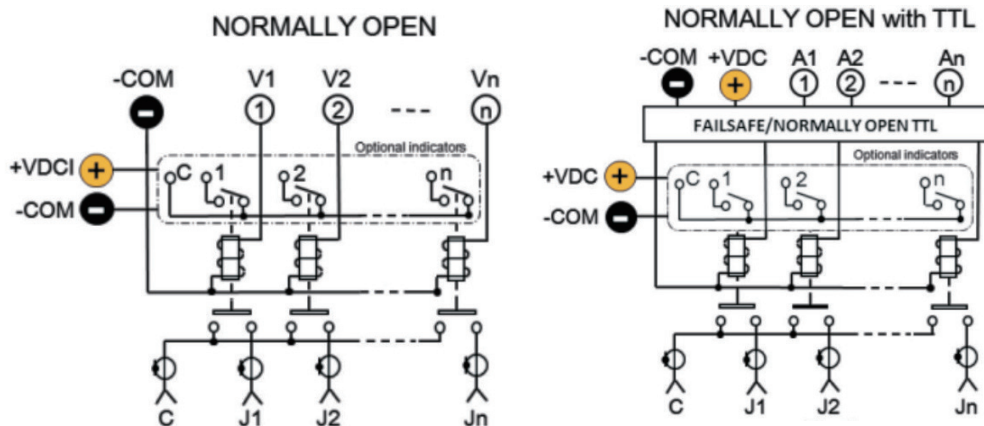 NORMALLY OPEN
-COM V1 V2 ---- Vn
− 1 2 n
Optional indicators
+VDCI +
-COM −
C 1 2 n
C J1 J2 Jn
NORMALLY OPEN with TTL
-COM +VDC A1 A2 ---- An
− + 1 2 n
FAILSAFE/NORMALLY OPEN TTL
Optional indicators
+VDC +
-COM −
C 1 2 n
C J1 J2 Jn